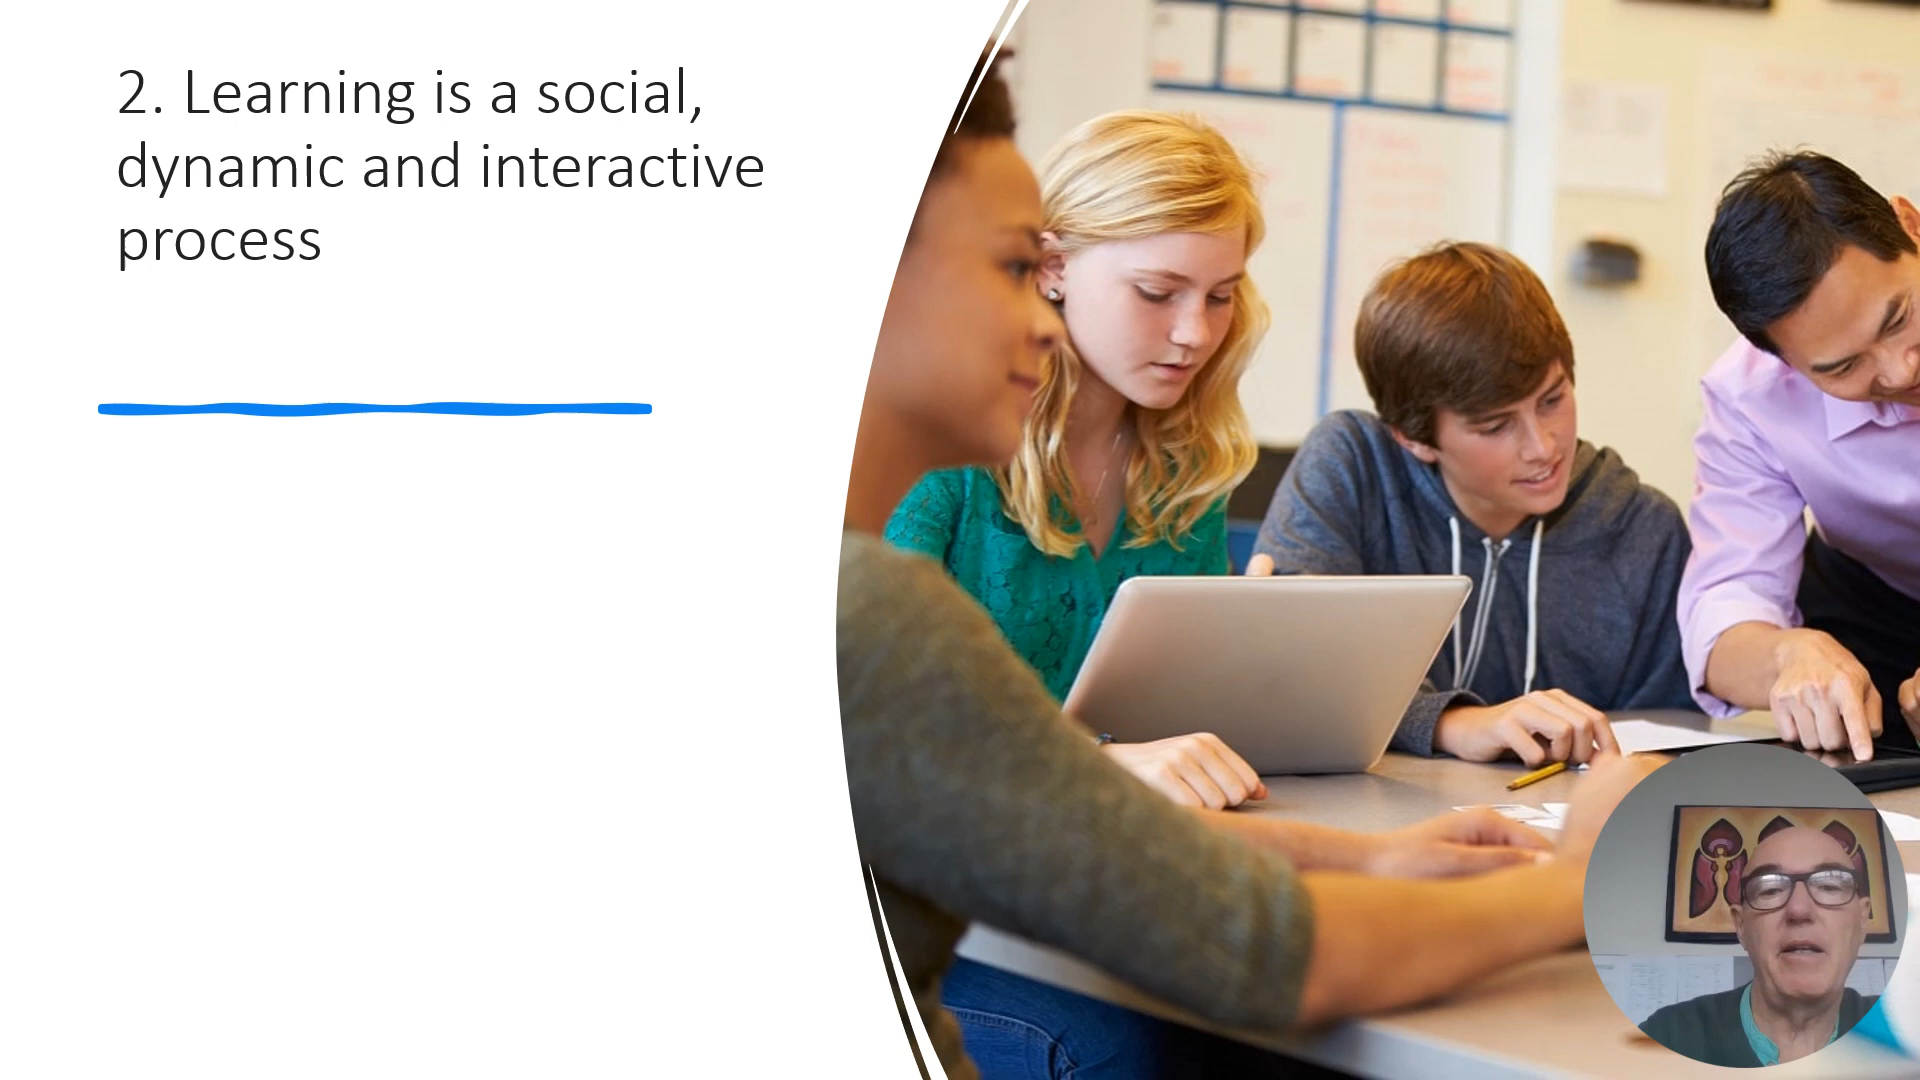 2. Learning is a social,
dynamic and interactive
process